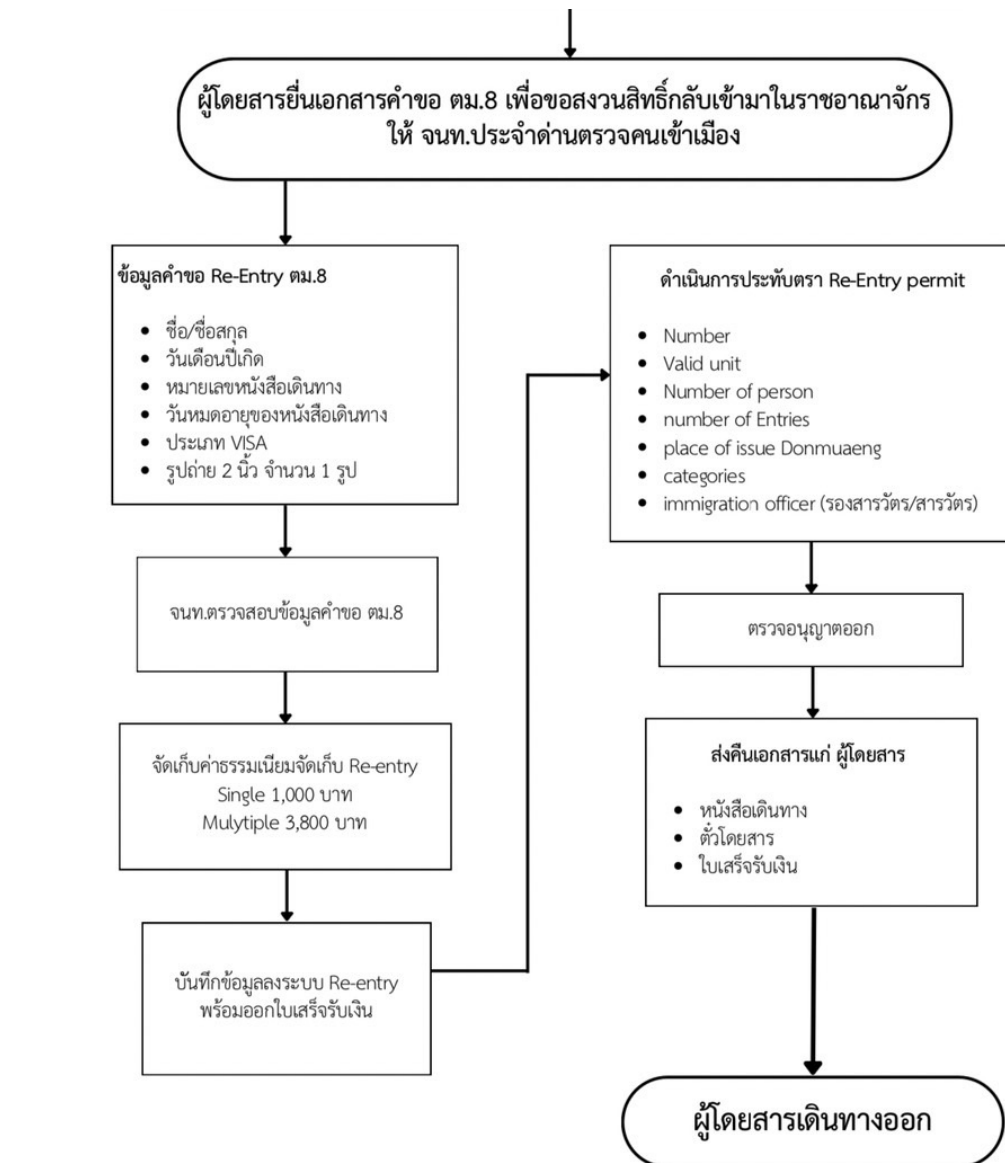 ผู้โดยสารยื่นเอกสารคำขอ ตม.8 เพื่อขอสงวนสิทธิ์กลับเข้ามาในราชอาณาจักร
ให้ จนท.ประจำด่านตรวจคนเข้าเมือง
ข้อมูลคำขอ Re-Entry ตม.8
• ชื่อ/ชื่อสกุล
• วันเดือนปีเกิด
• หมายเลขหนังสือเดินทาง
• วันหมดอายุของหนังสือเดินทาง
• ประเภท VISA
• รูปถ่าย 2 นิ้ว จำนวน 1 รูป
จนท.ตรวจสอบข้อมูลคำขอ ตม.8
จัดเก็บค่าธรรมเนียมจัดเก็บ Re-entry
Single 1,000 บาท
Mulytiple 3,800 บาท
บันทึกข้อมูลลงระบบ Re-entry
พร้อมออกใบเสร็จรับเงิน
ดำเนินการประทับตรา Re-Entry permit
• Number
• Valid unit
• Number of person
• number of Entries
• place of issue Donmuaeng
• categories
• immigration officer (รองสารวัตร/สารวัตร)
ตรวจอนุญาตออก
ส่งคืนเอกสารแก่ ผู้โดยสาร
• หนังสือเดินทาง
• ตั๋วโดยสาร
• ใบเสร็จรับเงิน
ผู้โดยสารเดินทางออก